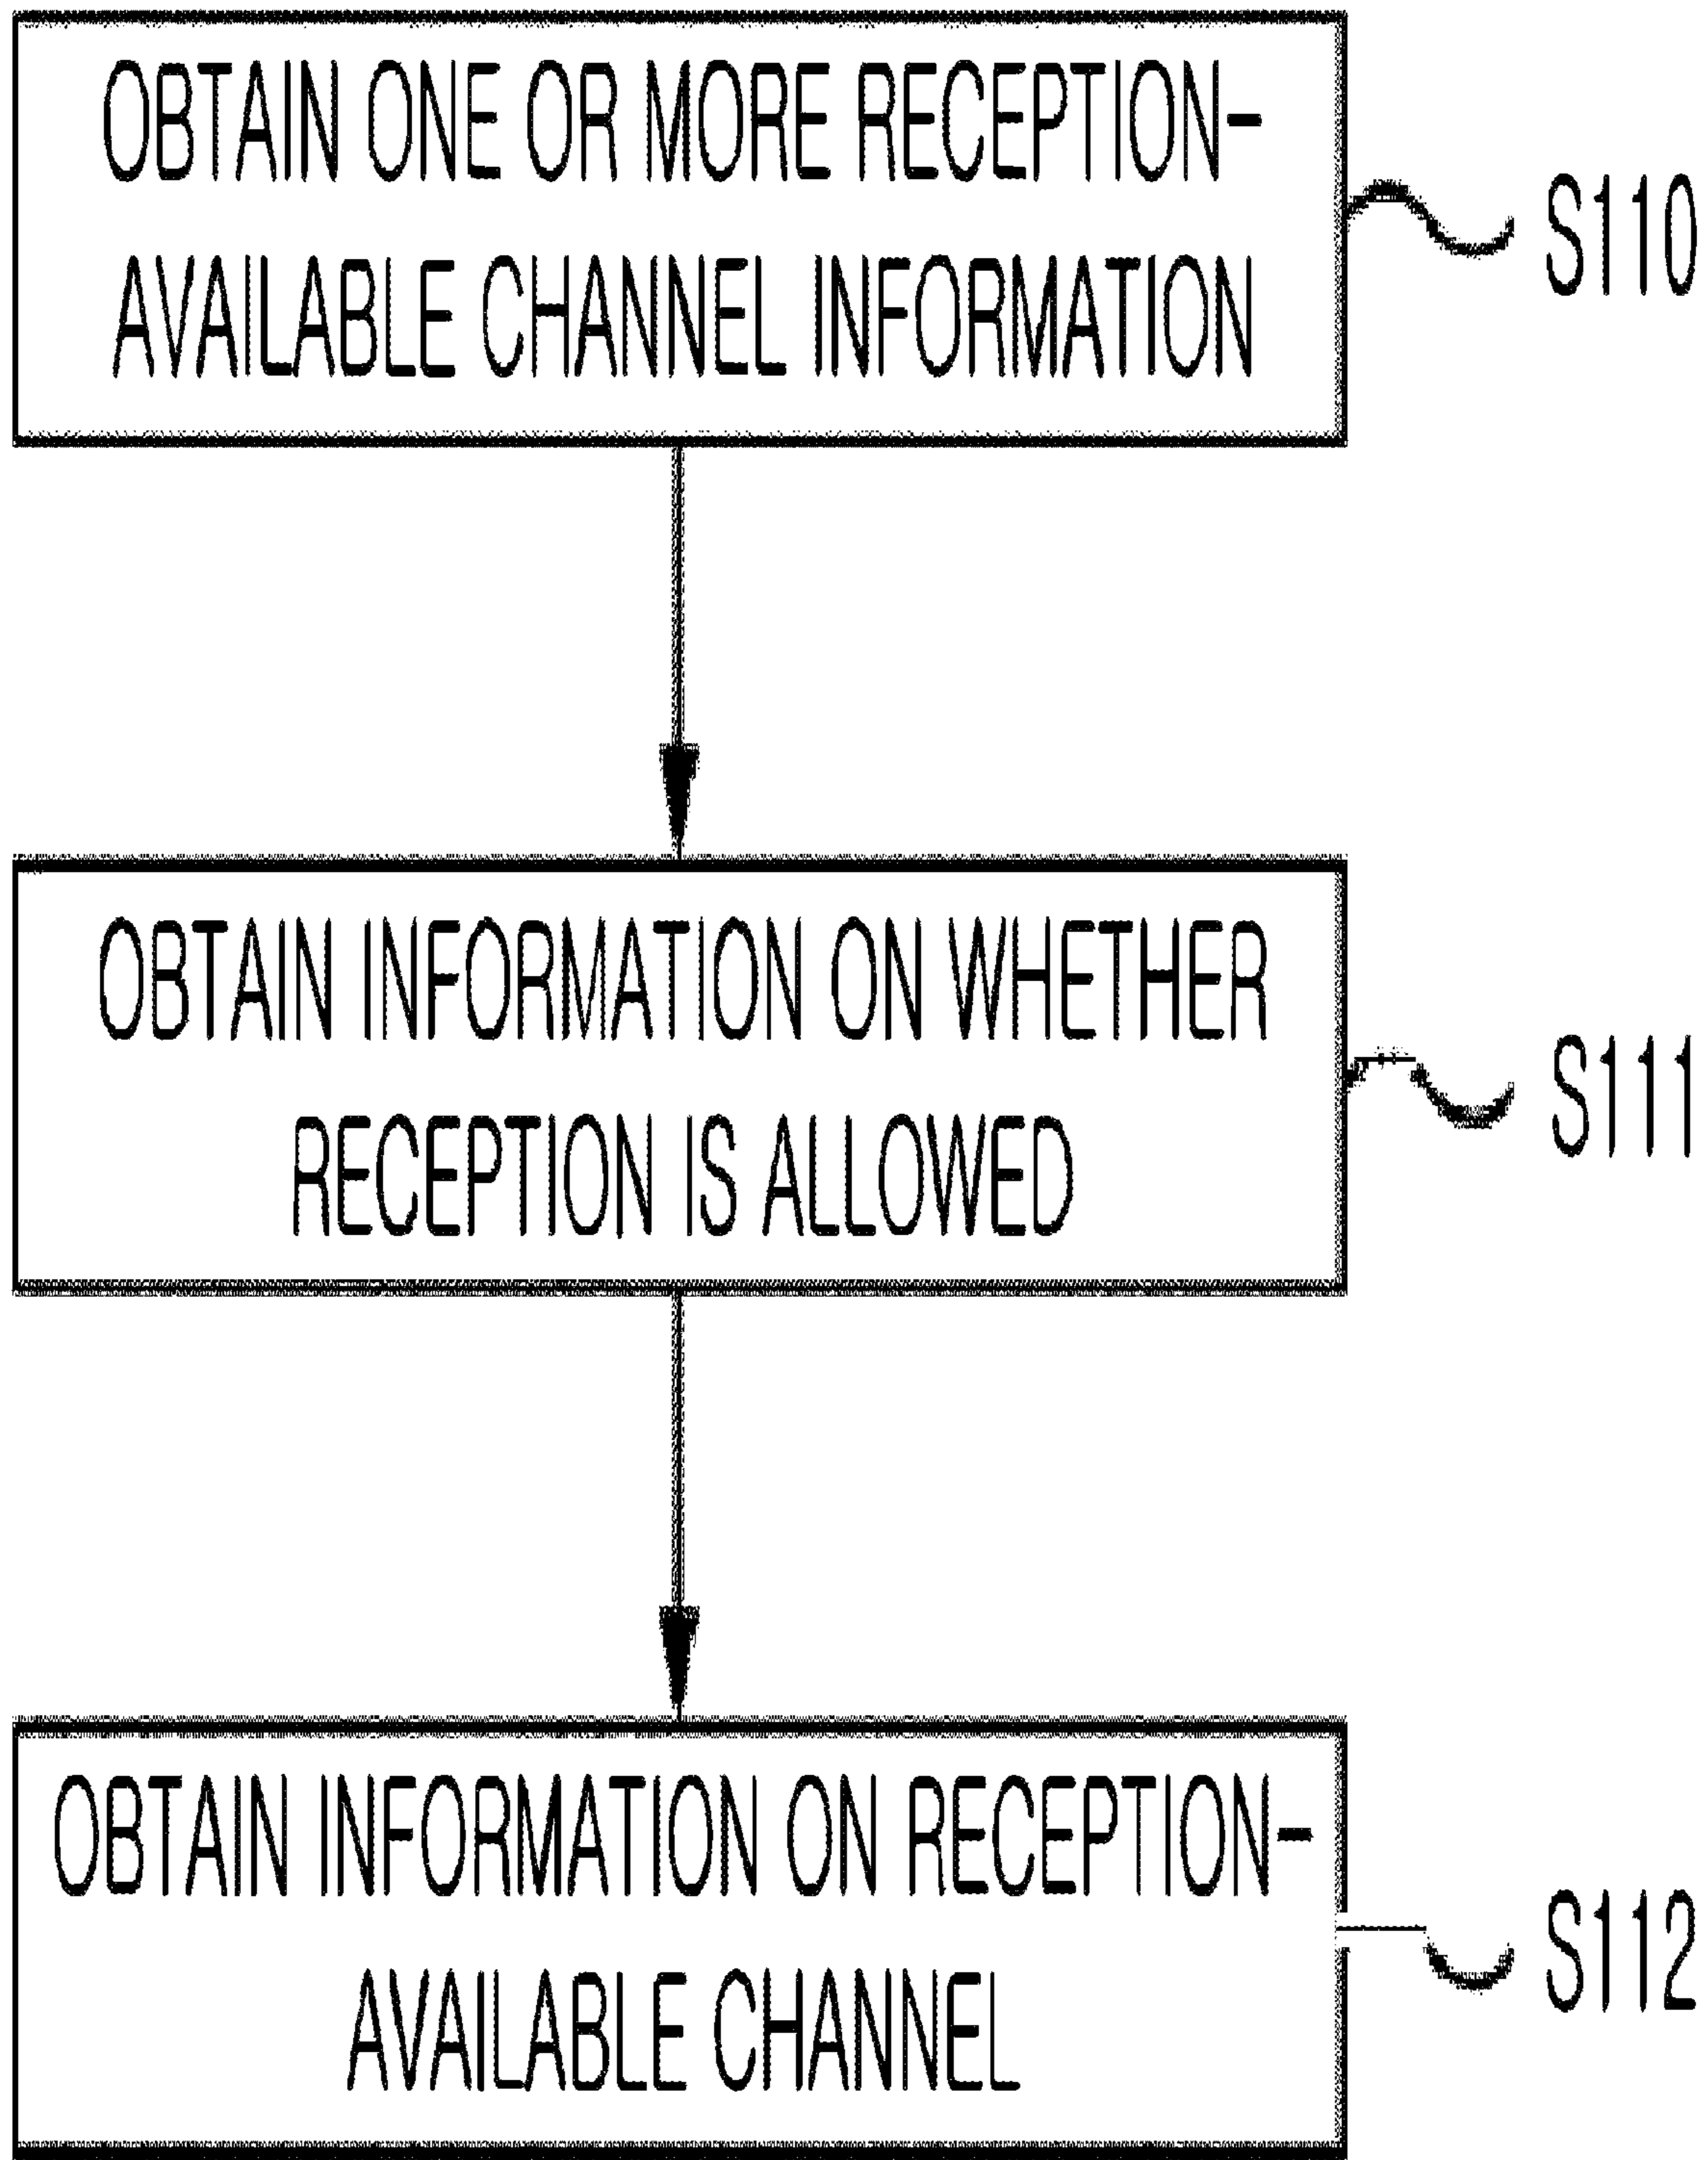 OBTAIN ONE OR MORE RECEPTION-
AVAILABLE CHANNEL INFORMATION
S110
OBTAIN INFORMATION ON WHETHER
RECEPTION IS ALLOWED
S111
OBTAIN INFORMATION ON RECEPTION-
AVAILABLE CHANNEL
S112